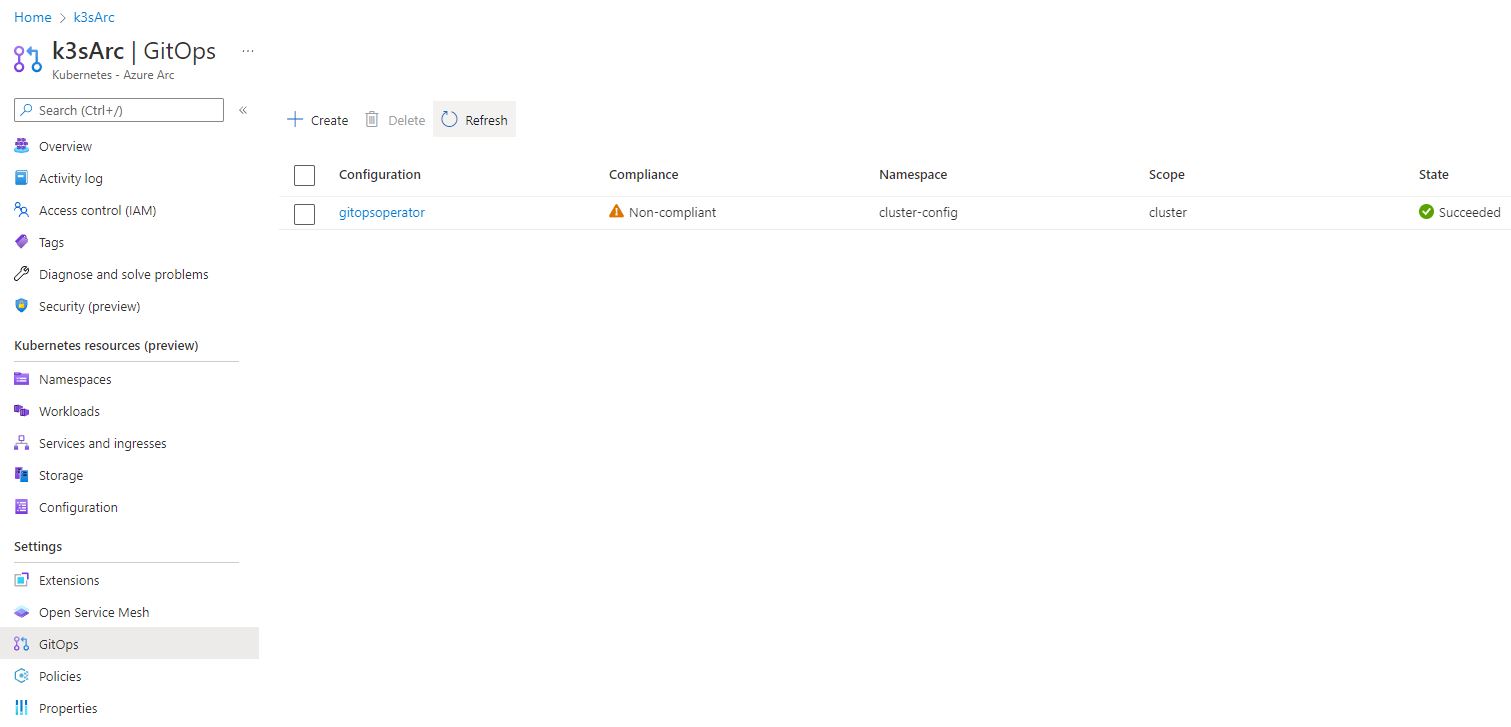 Home > k3sArc
k3sArc | GitOps ...
Kubernetes - Azure Arc
Search (Ctrl+/) «
Create Delete Refresh
Overview
Activity log
Access control (IAM)
Tags
Diagnose and solve problems
Security (preview)
Kubernetes resources (preview)
Namespaces
Workloads
Services and ingresses
Storage
Configuration
Settings
Extensions
Open Service Mesh
GitOps
Policies
Properties
Configuration Compliance Namespace Scope State
gitopsoperator Non-compliant cluster-config cluster Succeeded